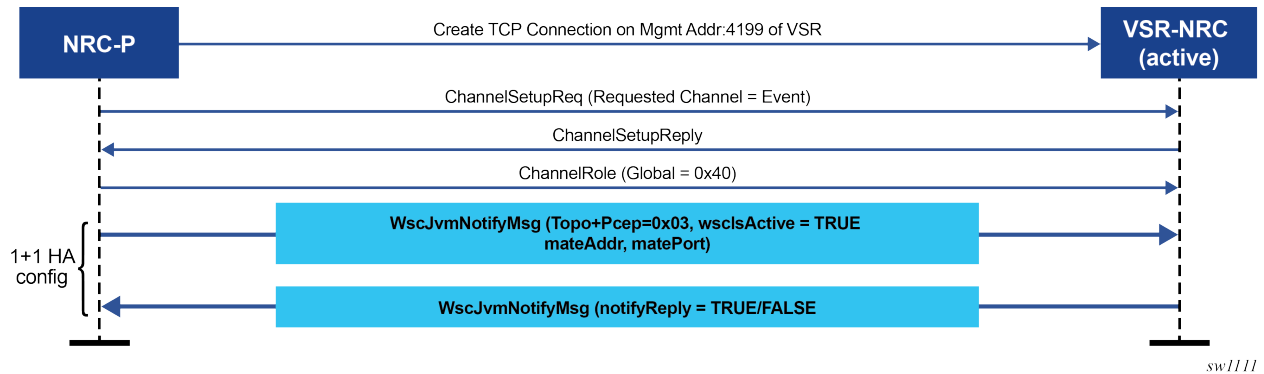 NRC-P
Create TCP Connection on Mgmt Addr:4199 of VSR
VSR-NRC
(active)
ChannelSetupReq (Requested Channel = Event)
ChannelSetupReply
ChannelRole (Global = 0x40)
WscJvmNotifyMsg (Topo+Pcep=0x03, wscIsActive = TRUE
mateAddr, matePort)
1+1 HA
config
WscJvmNotifyMsg (notifyReply = TRUE/FALSE
sw1111